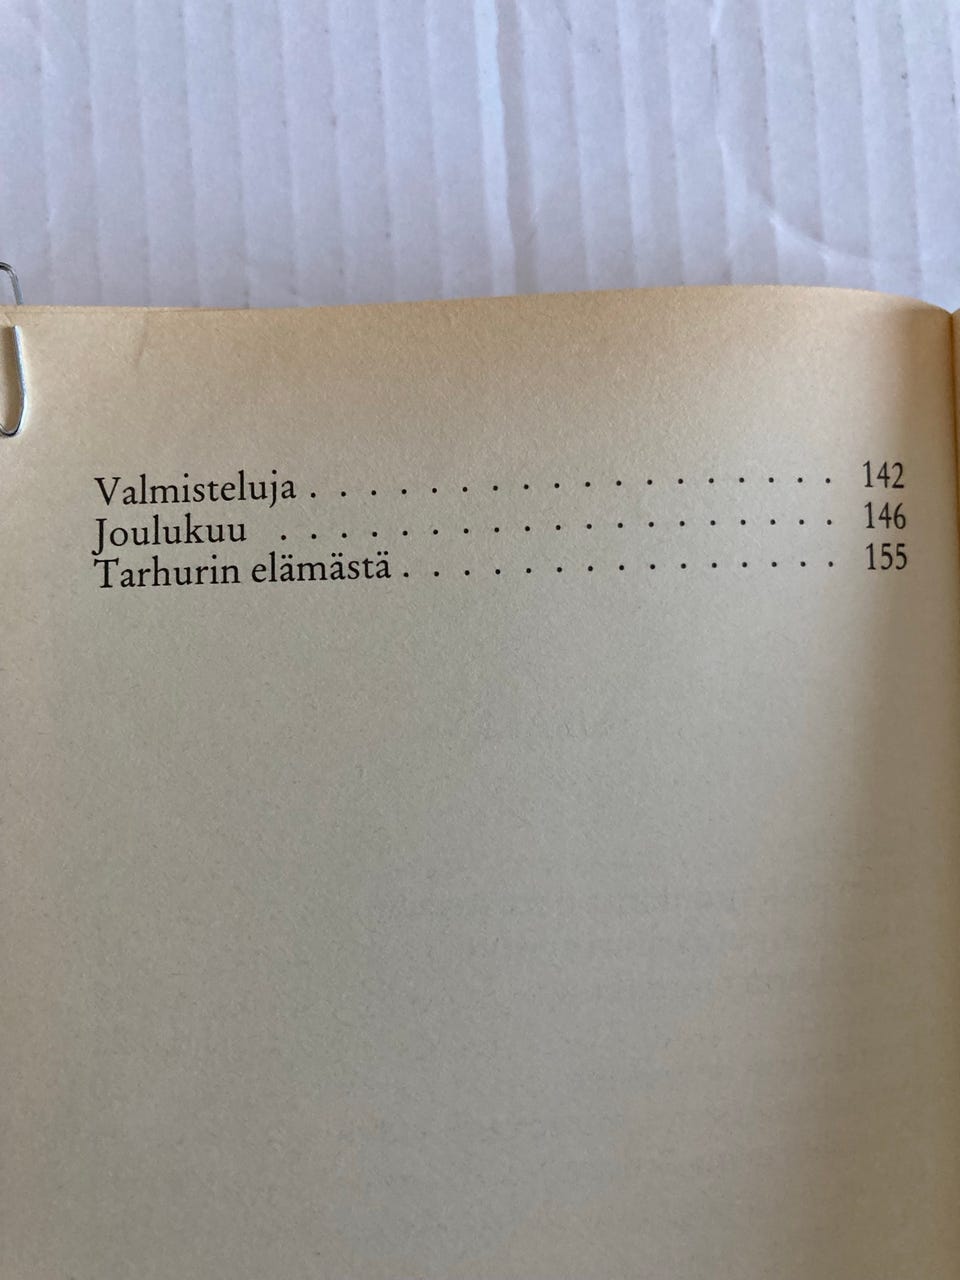 Valmisteluja . . . . . . . . . . . . . . . . . . 142
Joulukuu . . . . . . . . . . . . . . . . . . . 146
Tarhurin elämästä . . . . . . . . . . . . . . . 155